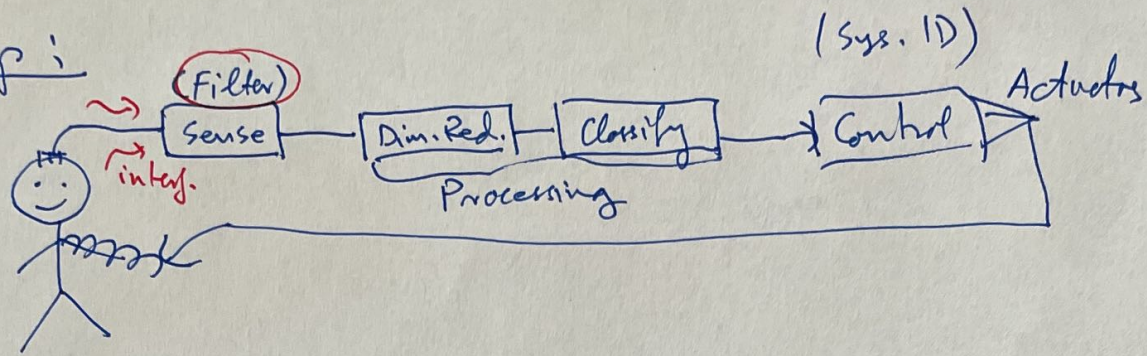 (Sys. ID)
(Filter)
Actuators
Sense
Dim. Red.
Classify
Control
interf.
Processing